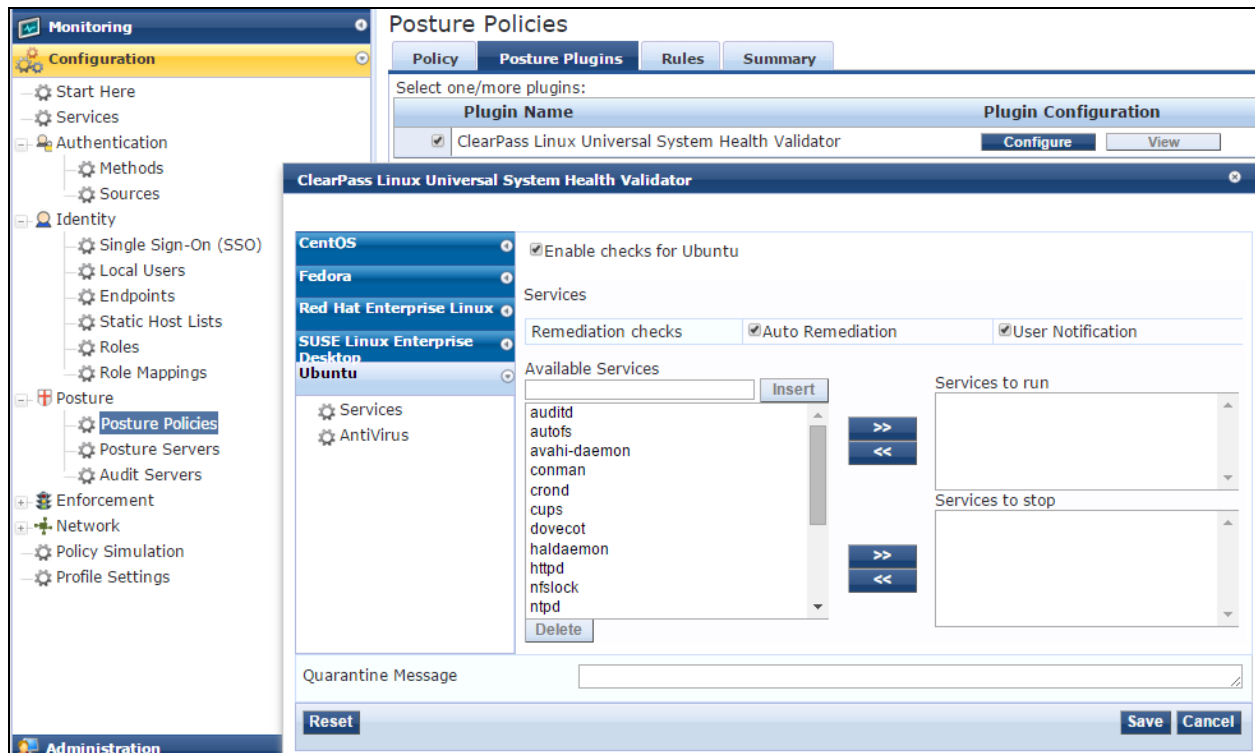 Monitoring
Configuration
Start Here
Services
Authentication
Methods
Sources
Identity
Single Sign-On (SSO)
Local Users
Endpoints
Static Host Lists
Roles
Role Mappings
Posture
Posture Policies
Posture Servers
Audit Servers
Enforcement
Network
Policy Simulation
Profile Settings
Administration
Posture Policies
Policy Posture Plugins Rules Summary
Select one/more plugins:
Plugin Name Plugin Configuration
ClearPass Linux Universal System Health Validator Configure View
ClearPass Linux Universal System Health Validator
CentOS
Fedora
Red Hat Enterprise Linux
SUSE Linux Enterprise
Desktop
Ubuntu
Services
AntiVirus
Enable checks for Ubuntu
Services
Remediation checks Auto Remediation User Notification
Available Services
Insert
auditd
autofs
avahi-daemon
conman
crond
cups
dovecot
haldaemon
httpd
nfslock
ntpd
Delete
>>
<<
Services to run
>>
<<
Services to stop
Quarantine Message
Reset Save Cancel